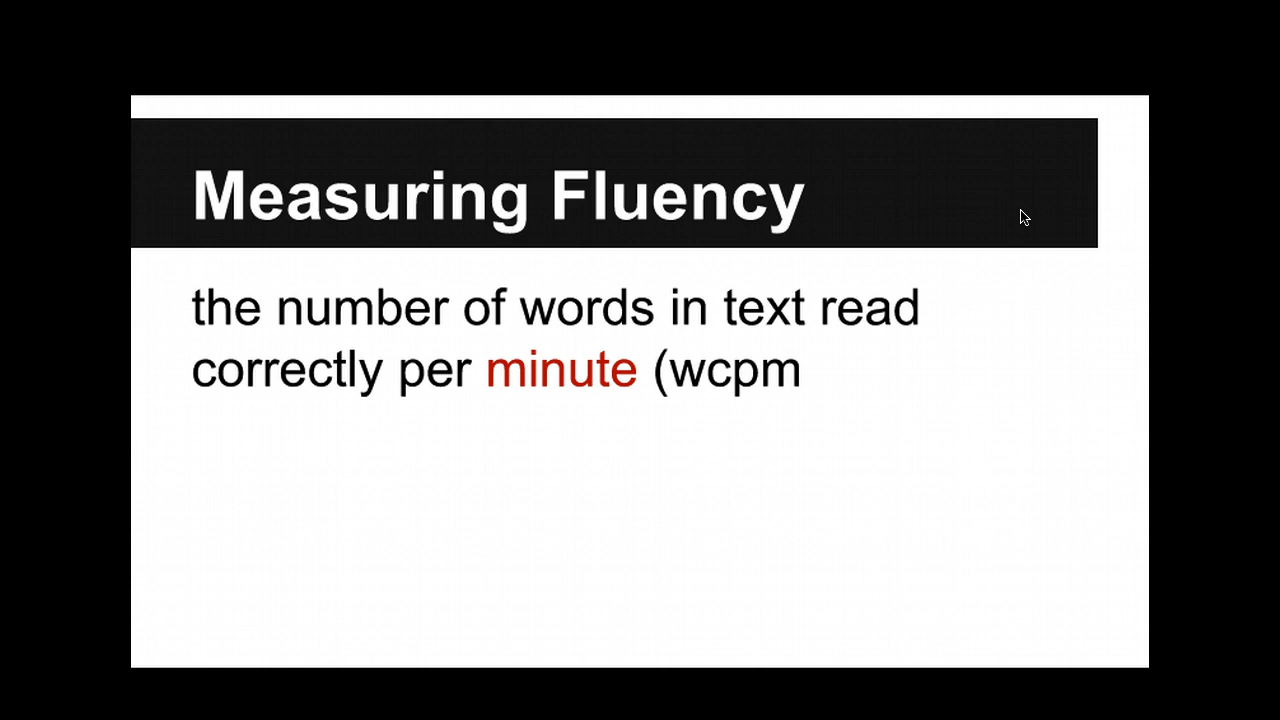 Measuring Fluency
the number of words in text read
correctly per minute (wcpm